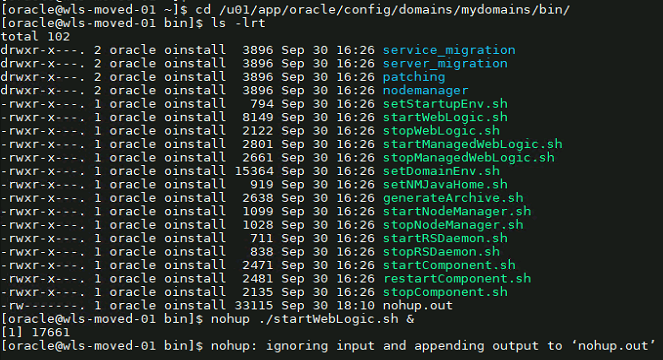 [oracle@wls-moved-01 ~]$ cd /u01/app/oracle/config/domains/mydomains/bin/
[oracle@wls-moved-01 bin]$ ls -lrt
total 102
drwxr-x---. 2 oracle oinstall  3896 Sep 30 16:26 service_migration
drwxr-x---. 2 oracle oinstall  3896 Sep 30 16:26 server_migration
drwxr-x---. 2 oracle oinstall  3896 Sep 30 16:26 patching
drwxr-x---. 2 oracle oinstall  3896 Sep 30 16:26 nodemanager
-rwxr-x---. 1 oracle oinstall   794 Sep 30 16:26 setStartupEnv.sh
-rwxr-x---. 1 oracle oinstall  8149 Sep 30 16:26 startWebLogic.sh
-rwxr-x---. 1 oracle oinstall  2122 Sep 30 16:26 stopWebLogic.sh
-rwxr-x---. 1 oracle oinstall  2801 Sep 30 16:26 startManagedWebLogic.sh
-rwxr-x---. 1 oracle oinstall  2661 Sep 30 16:26 stopManagedWebLogic.sh
-rwxr-x---. 1 oracle oinstall 15364 Sep 30 16:26 setDomainEnv.sh
-rwxr-x---. 1 oracle oinstall   919 Sep 30 16:26 setNMJavaHome.sh
-rwxr-x---. 1 oracle oinstall  2638 Sep 30 16:26 generateArchive.sh
-rwxr-x---. 1 oracle oinstall  1099 Sep 30 16:26 startNodeManager.sh
-rwxr-x---. 1 oracle oinstall  1028 Sep 30 16:26 stopNodeManager.sh
-rwxr-x---. 1 oracle oinstall   711 Sep 30 16:26 startRSDaemon.sh
-rwxr-x---. 1 oracle oinstall   838 Sep 30 16:26 stopRSDaemon.sh
-rwxr-x---. 1 oracle oinstall  2471 Sep 30 16:26 startComponent.sh
-rwxr-x---. 1 oracle oinstall  2481 Sep 30 16:26 restartComponent.sh
-rwxr-x---. 1 oracle oinstall  2135 Sep 30 16:26 stopComponent.sh
-rw-------. 1 oracle oinstall 33115 Sep 30 18:10 nohup.out
[oracle@wls-moved-01 bin]$ nohup ./startWebLogic.sh &
[1] 17661
[oracle@wls-moved-01 bin]$ nohup: ignoring input and appending output to ‘nohup.out’